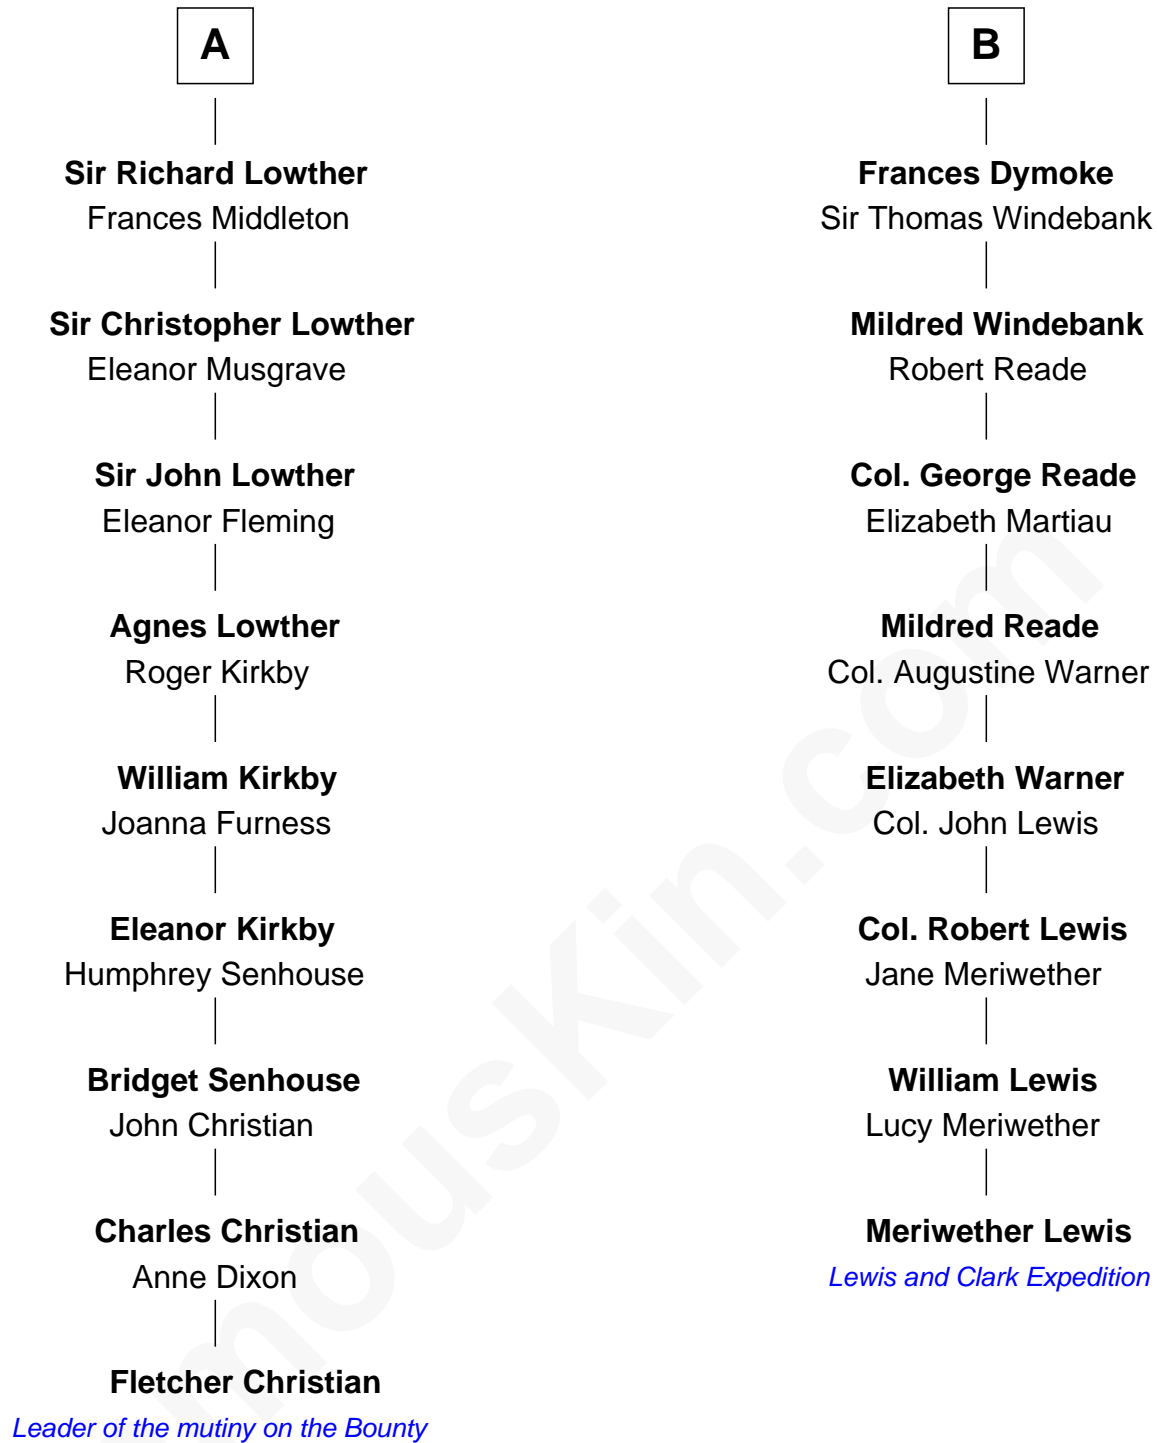 A
Sir Richard Lowther
Frances Middleton
Sir Christopher Lowther
Eleanor Musgrave
Sir John Lowther
Eleanor Fleming
Agnes Lowther
Roger Kirkby
William Kirkby
Joanna Furness
Eleanor Kirkby
Humphrey Senhouse
Bridget Senhouse
John Christian
Charles Christian
Anne Dixon
Fletcher Christian
Leader of the mutiny on the Bounty
B
Frances Dymoke
Sir Thomas Windebank
Mildred Windebank
Robert Reade
Col. George Reade
Elizabeth Martiau
Mildred Reade
Col. Augustine Warner
Elizabeth Warner
Col. John Lewis
Col. Robert Lewis
Jane Meriwether
William Lewis
Lucy Meriwether
Meriwether Lewis
Lewis and Clark Expedition
mousKin.com